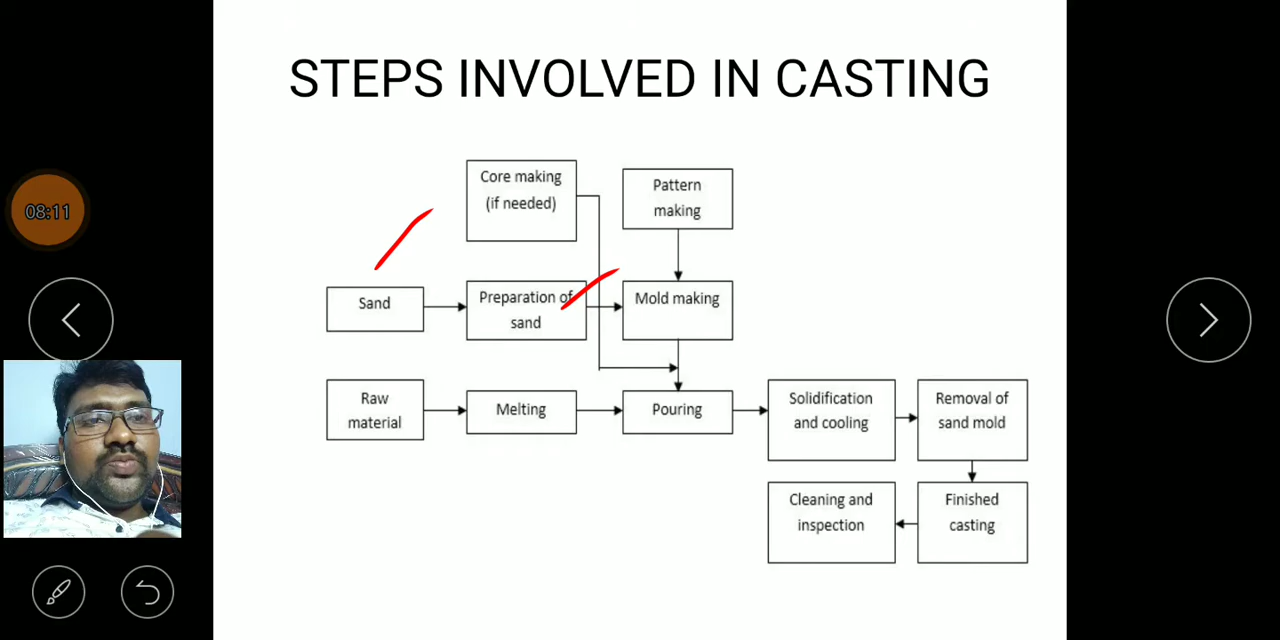 STEPS INVOLVED IN CASTING
Core making
(if needed)
Pattern
making
08:11
Sand
Preparation of
sand
Mold making
Raw
material
Melting
Pouring
Solidification
and cooling
Removal of
sand mold
Cleaning and
inspection
Finished
casting